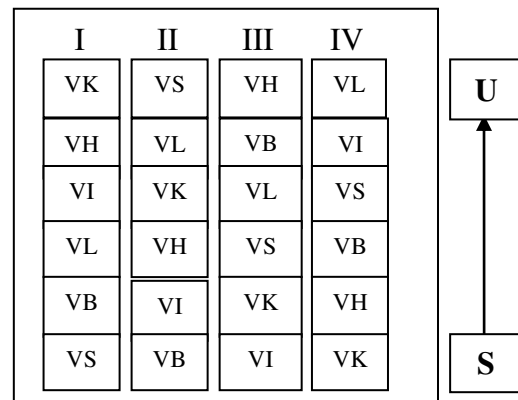 I II III IV
VK VS VH VL U
VH VL VB VI
VI VK VL VS
VL VH VS VB
VB VI VK VH
VS VB VI VK S